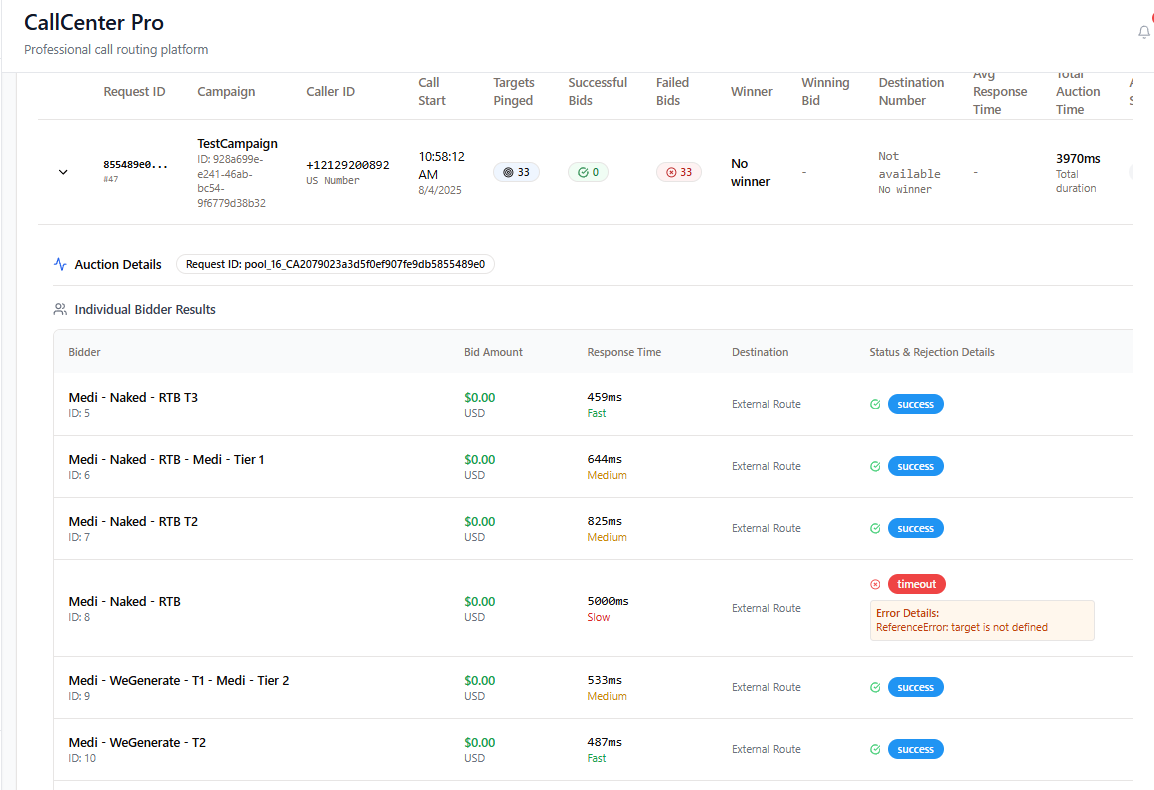 CallCenter Pro
Professional call routing platform
Request ID
Campaign
Caller ID
Call
Start
Targets
Pinged
Successful
Bids
Failed
Bids
Winner
Winning
Bid
Destination
Number
Avg
Response
Time
Total
Auction
Time
855489e0...
#47
TestCampaign
ID: 928a699e-
e241-46ab-
bc54-
9f6779d38b32
+12129200892
US Number
10:58:12
AM
8/4/2025
33
0
33
No
winner
-
Not
available
No winner
-
3970ms
Total
duration
Auction Details
Request ID: pool_16_CA2079023a3d5f0ef907fe9db5855489e0
Individual Bidder Results
Bidder
Bid Amount
Response Time
Destination
Status & Rejection Details
Medi - Naked - RTB T3
ID: 5
$0.00
USD
459ms
Fast
External Route
success
Medi - Naked - RTB - Medi - Tier 1
ID: 6
$0.00
USD
644ms
Medium
External Route
success
Medi - Naked - RTB T2
ID: 7
$0.00
USD
825ms
Medium
External Route
success
Medi - Naked - RTB
ID: 8
$0.00
USD
5000ms
Slow
External Route
timeout
Error Details:
ReferenceError: target is not defined
Medi - WeGenerate - T1 - Medi - Tier 2
ID: 9
$0.00
USD
533ms
Medium
External Route
success
Medi - WeGenerate - T2
ID: 10
$0.00
USD
487ms
Fast
External Route
success